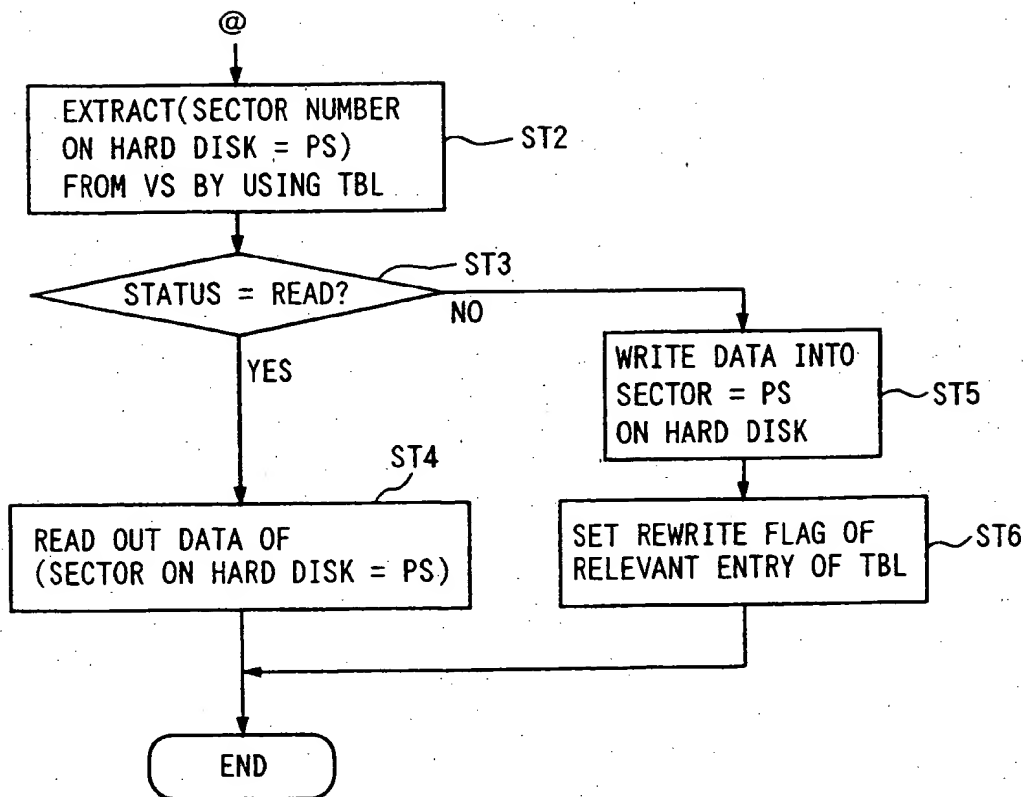 @
EXTRACT(SECTOR NUMBER
ON HARD DISK = PS)
FROM VS BY USING TBL
ST2
STATUS = READ?
ST3
NO
YES
WRITE DATA INTO
SECTOR = PS
ON HARD DISK
ST5
ST4
READ OUT DATA OF
(SECTOR ON HARD DISK = PS)
SET REWRITE FLAG OF
RELEVANT ENTRY OF TBL
ST6
END